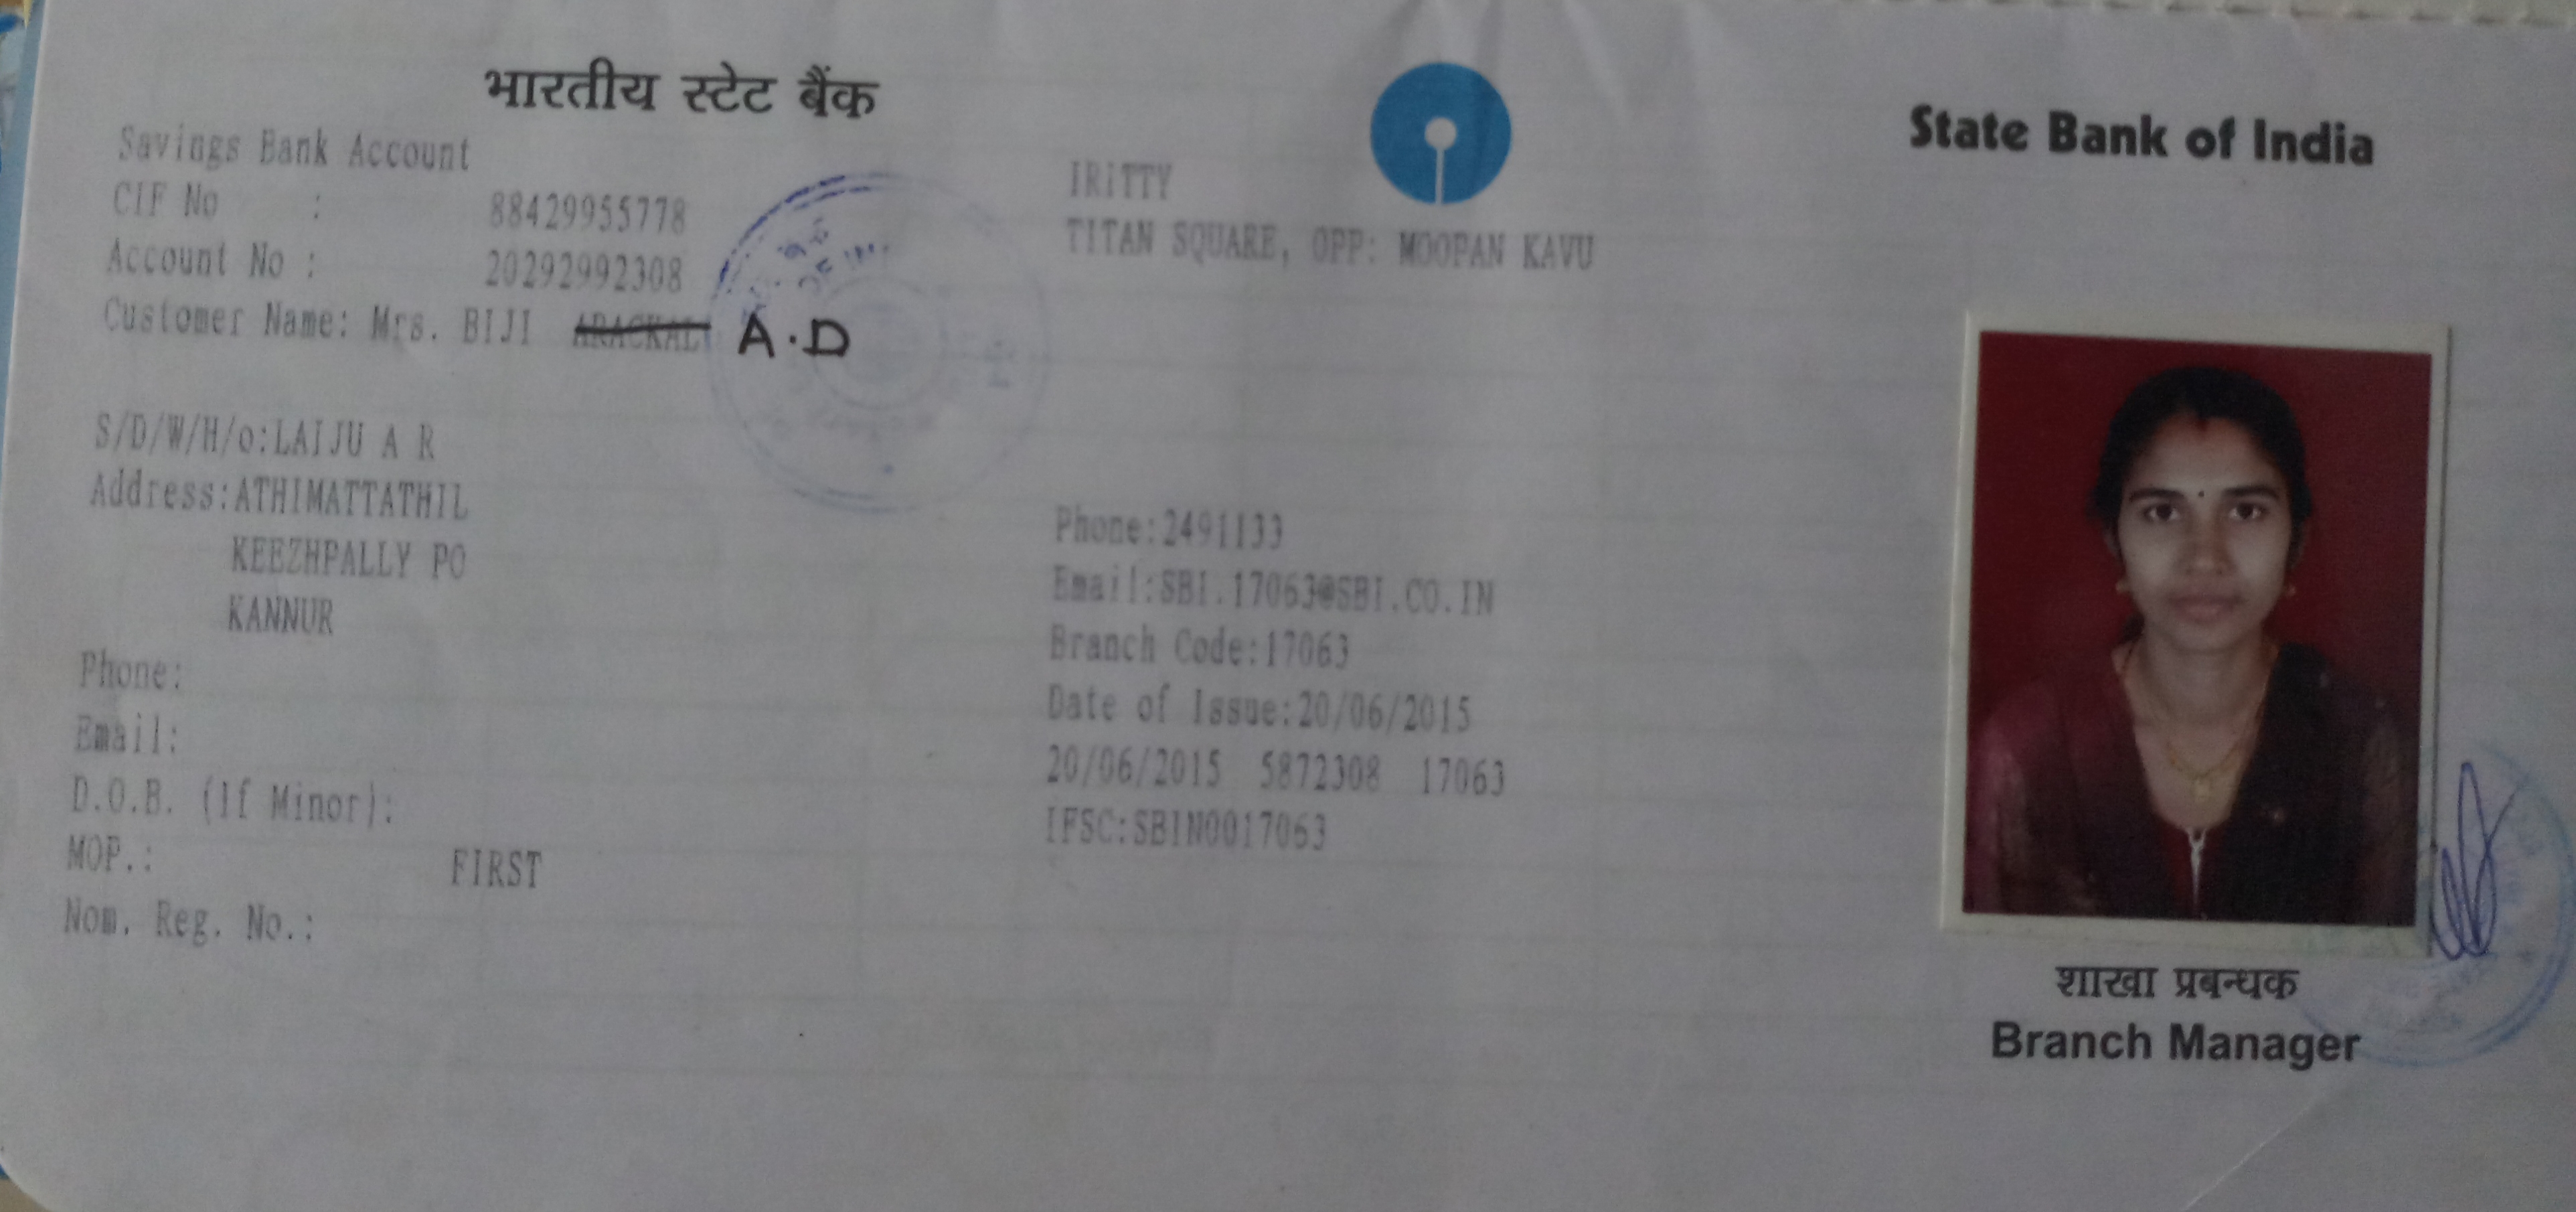 भारतीय स्टेट बैंक
State Bank of India
Savings Bank Account
CIF No : 88429955778
Account No : 20292992308
Customer Name: Mrs. BIJI ARACKAL A.D
S/D/W/H/o:LAIJU A R
Address:ATHIMATTATHIL
KEEZHPALLY PO
KANNUR
Phone:
Email:
D.O.B. (If Minor):
MOP.: FIRST
Nom. Reg. No.:
IRITTY
TITAN SQUARE, OPP: MOOPAN KAVU
Phone:2491133
Email:SBI.17063@SBI.CO.IN
Branch Code:17063
Date of Issue:20/06/2015
20/06/2015 5872308 17063
IFSC:SBIN0017063
शाखा प्रबन्धक
Branch Manager